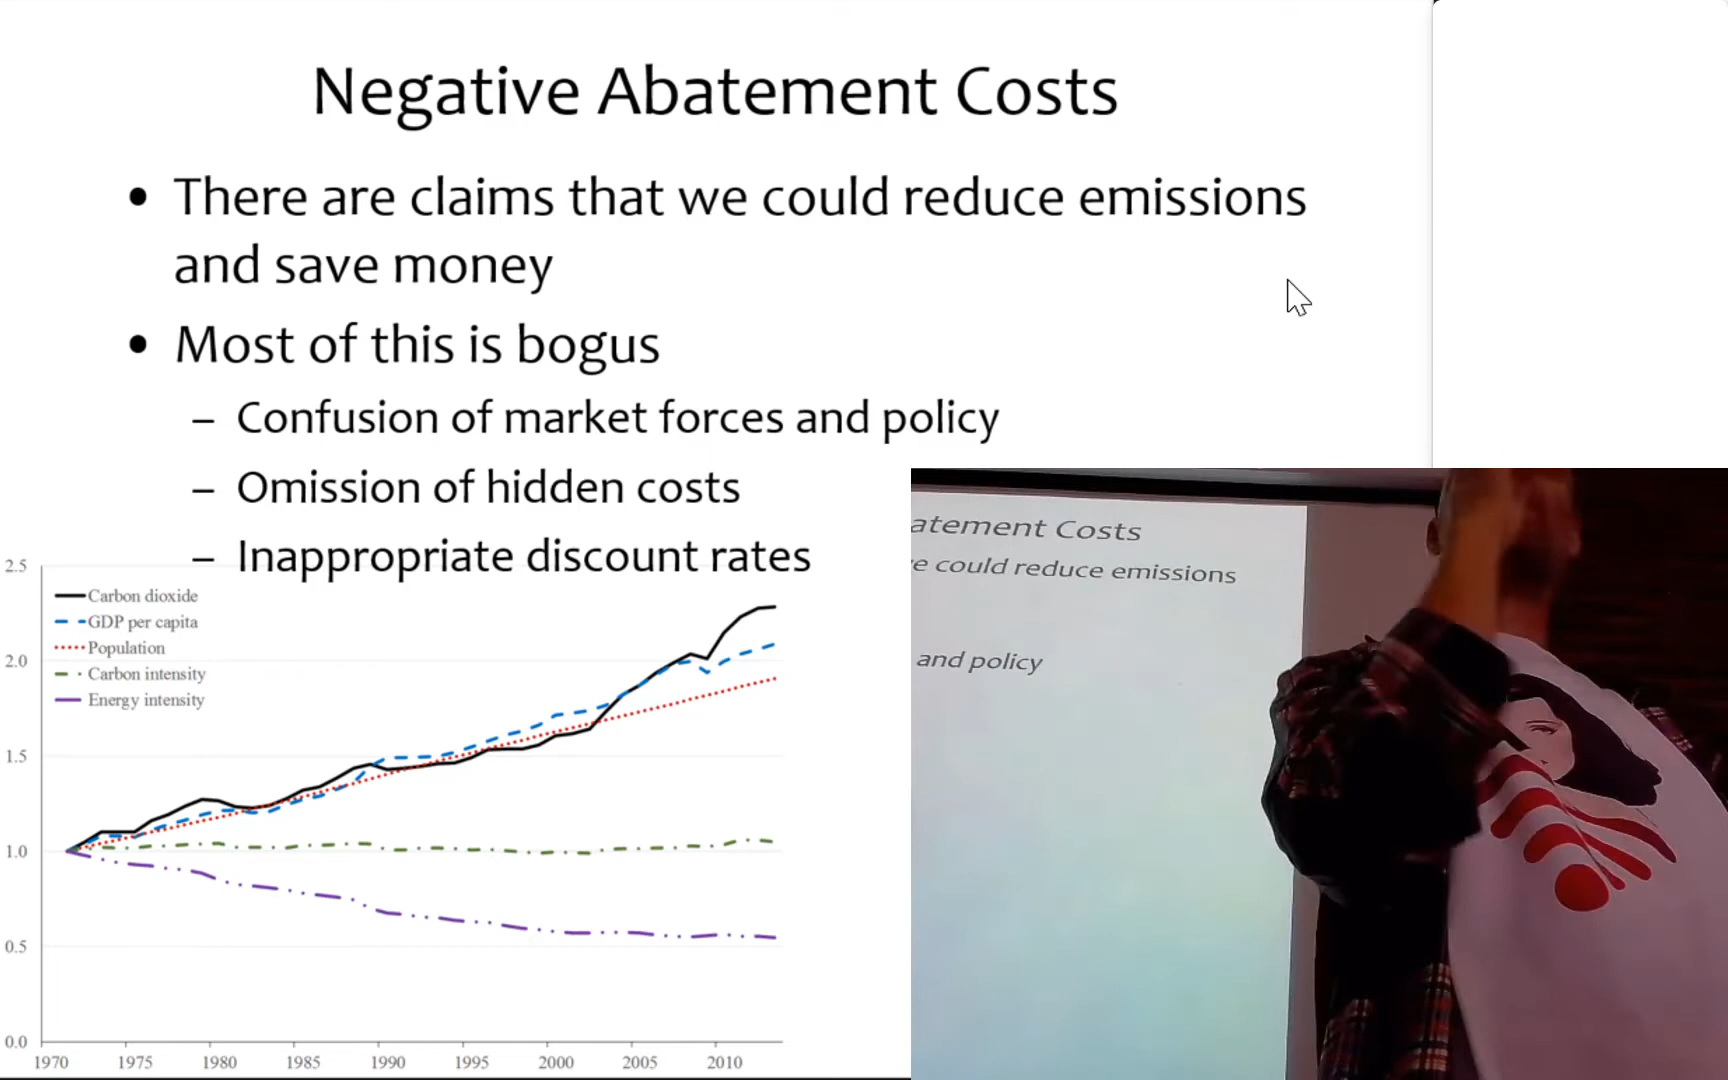 Negative Abatement Costs
• There are claims that we could reduce emissions
and save money
• Most of this is bogus
– Confusion of market forces and policy
– Omission of hidden costs
– Inappropriate discount rates
2.5
2.0
1.5
1.0
0.5
0.0
Carbon dioxide
GDP per capita
Population
Carbon intensity
Energy intensity
1970 1975 1980 1985 1990 1995 2000 2005 2010
atement Costs
e could reduce emissions
and policy